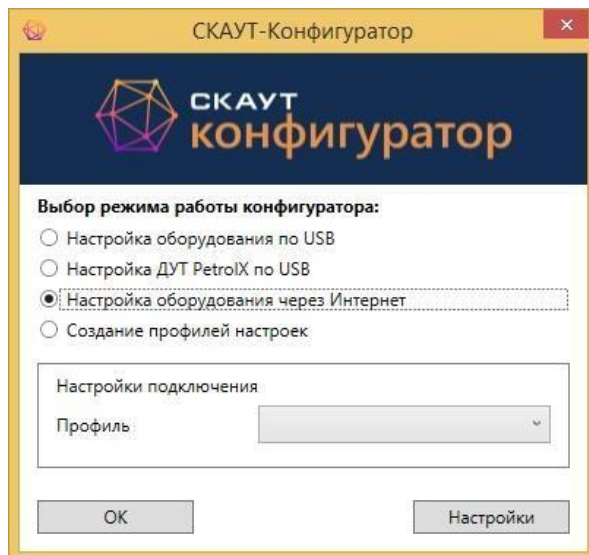 СКАУТ-Конфигуратор
СКАУТ
конфигуратор
Выбор режима работы конфигуратора:
Настройка оборудования по USB
Настройка ДУТ PetrolX по USB
Настройка оборудования через Интернет
Создание профилей настроек
Настройки подключения
Профиль
ОК
Настройки